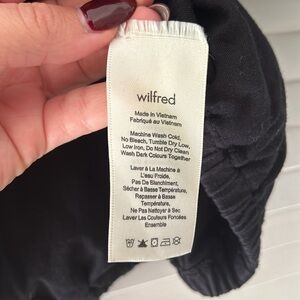 wilfred
Made in Vietnam
Fabriqué au Vietnam
Machine Wash Cold,
No Bleach, Tumble Dry Low,
Low Iron, Do Not Dry Clean
Wash Dark Colours Together
Laver À La Machine à
L'eau Froide,
Pas De Blanchiment,
Sécher à Basse Température,
Repasser à Basse
Température,
Ne Pas Nettoyer à Sec
Laver Les Couleurs Foncées
Ensemble